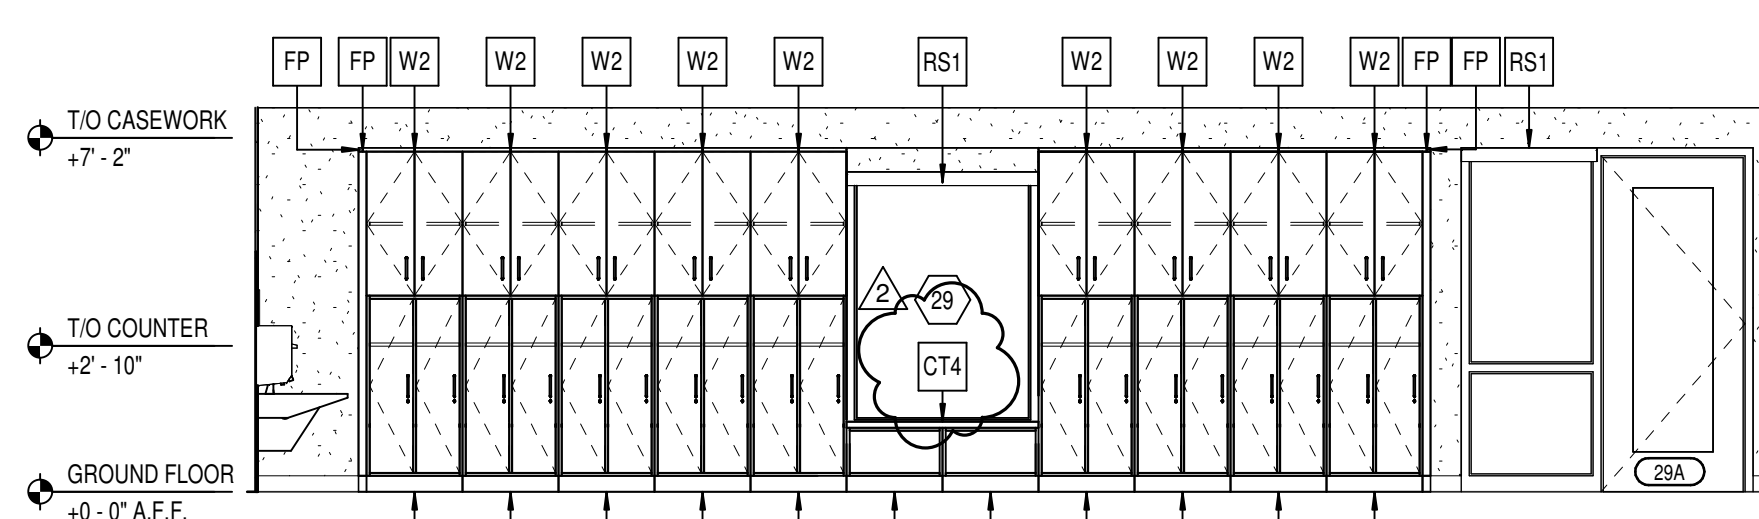 FP FP W2 W2 W2 W2 W2 RS1 W2 W2 W2 W2 FP FP RS1
T/O CASEWORK
+7' - 2"
2 29
T/O COUNTER
+2' - 10"
CT4
GROUND FLOOR
29A
+0 - 0" A.F.F.